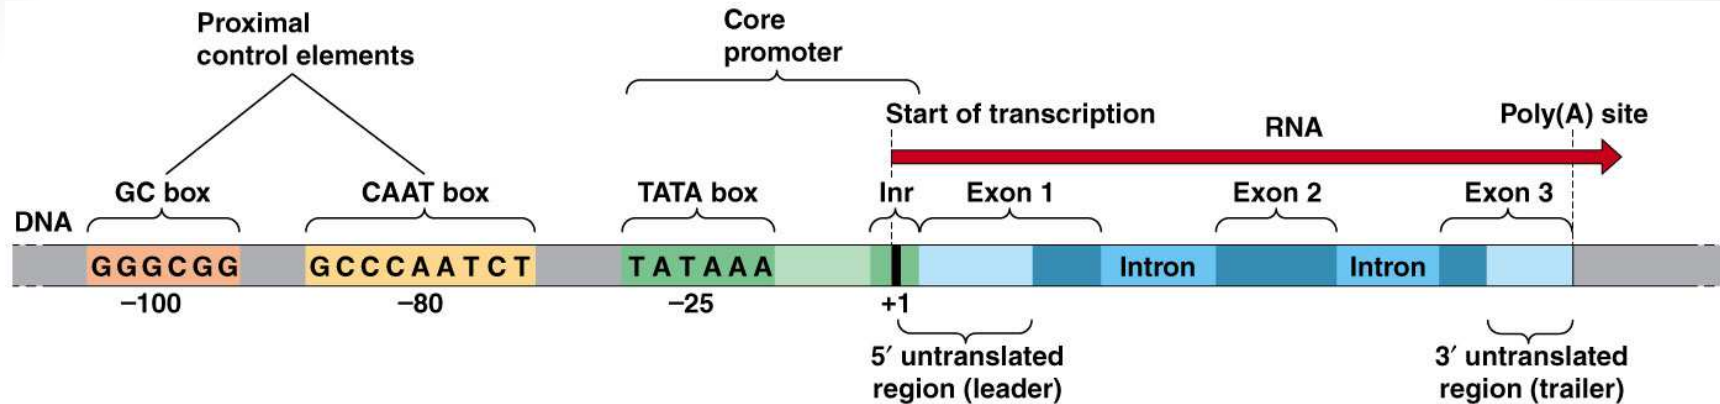 Proximal
control elements
Core
promoter
Start of transcription
RNA
Poly(A) site
GC box
CAAT box
TATA box
Inr
Exon 1
Exon 2
Exon 3
DNA
GGGCGG
GCCCAATCT
TATAAA
Intron
Intron
–100
–80
–25
+1
5′ untranslated
region (leader)
3′ untranslated
region (trailer)